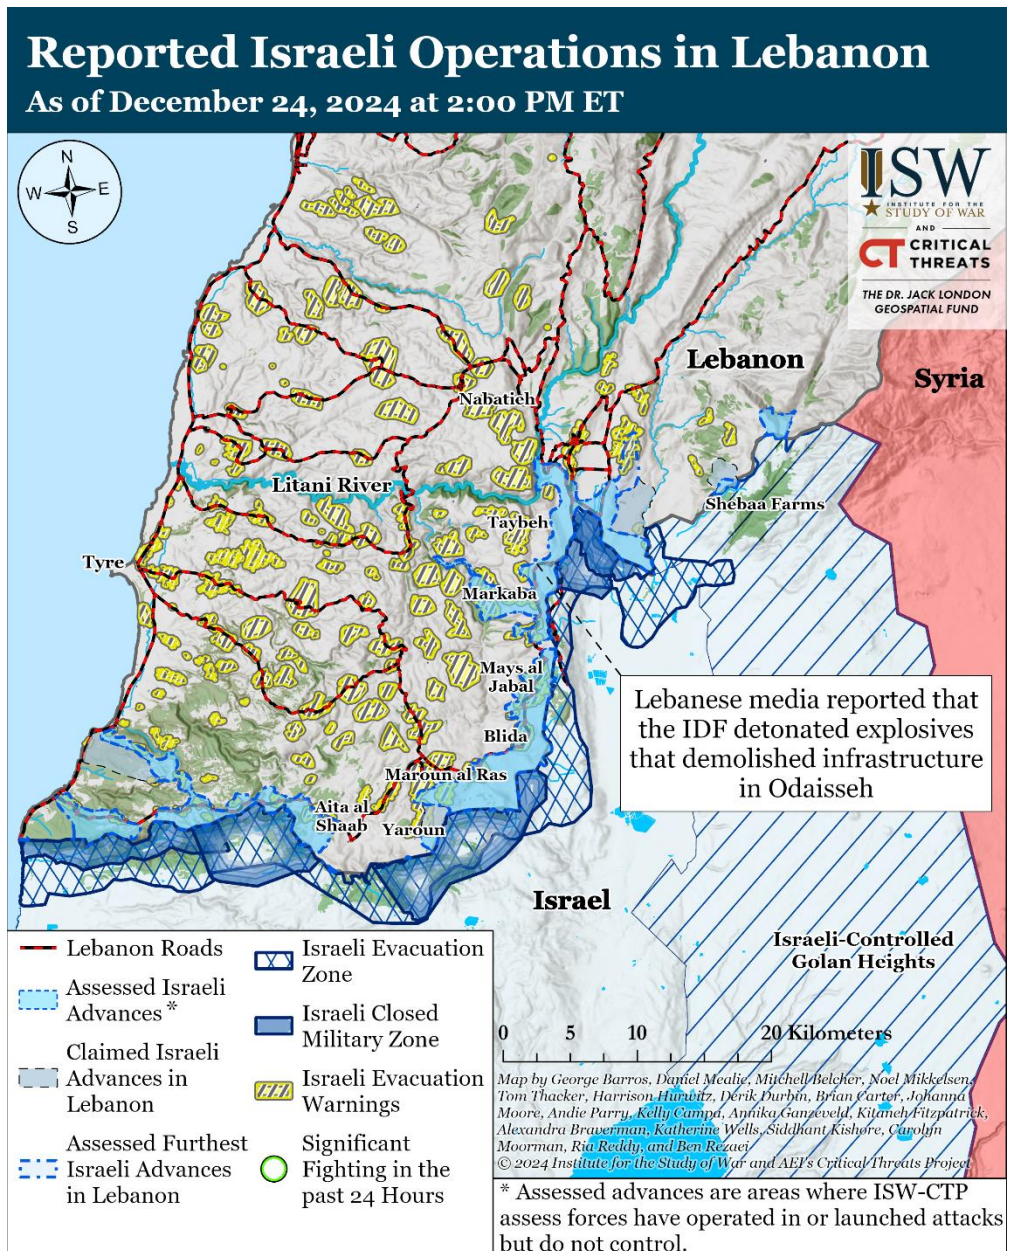 Reported Israeli Operations in Lebanon
As of December 24, 2024 at 2:00 PM ET
N
W
E
S
ISW
INSTITUTE FOR THE
STUDY OF WAR
AND
CT CRITICAL
THREATS
THE DR. JACK LONDON
GEOSPATIAL FUND
Lebanon
Syria
Nabatieh
Litani River
Shebaa Farms
Taybeh
Tyre
Markaba
Mays al
Jabal
Blida
Maroun al Ras
Aita al
Shaab
Yaroun
Lebanese media reported that
the IDF detonated explosives
that demolished infrastructure
in Odaisseh
Israel
Israeli-Controlled
Golan Heights
Lebanon Roads
Assessed Israeli
Advances *
Claimed Israeli
Advances in
Lebanon
Assessed Furthest
Israeli Advances
in Lebanon
Israeli Evacuation
Zone
Israeli Closed
Military Zone
Israeli Evacuation
Warnings
Significant
Fighting in the
past 24 Hours
0 5 10 20 Kilometers
Map by George Barros, Daniel Mealie, Mitchell Belcher, Noel Mikkelsen,
Tom Thacker, Harrison Hurwitz, Derik Durbin, Brian Carter, Johanna
Moore, Andie Parry, Kelly Campa, Annika Ganzeveld, Kitaneh Fitzpatrick,
Alexandra Braverman, Katherine Wells, Siddhant Kishore, Carolyn
Moorman, Ria Reddy, and Ben Rezaei
© 2024 Institute for the Study of War and AEI's Critical Threats Project
* Assessed advances are areas where ISW-CTP
assess forces have operated in or launched attacks
but do not control.